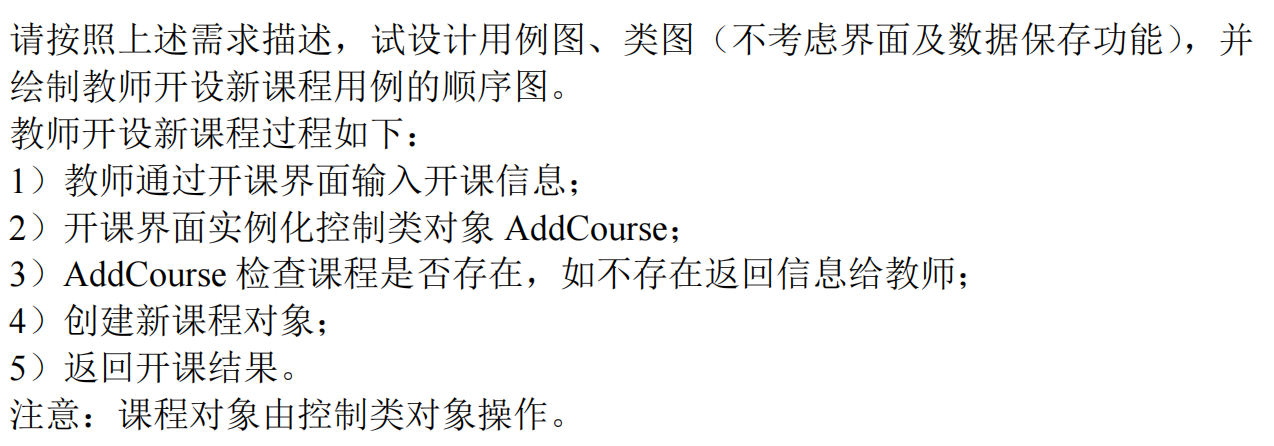 请按照上述需求描述，试设计用例图、类图（不考虑界面及数据保存功能），并
绘制教师开设新课程用例的顺序图。
教师开设新课程过程如下：
1）教师通过开课界面输入开课信息；
2）开课界面实例化控制类对象 AddCourse；
3）AddCourse 检查课程是否存在，如不存在返回信息给教师；
4）创建新课程对象；
5）返回开课结果。
注意：课程对象由控制类对象操作。